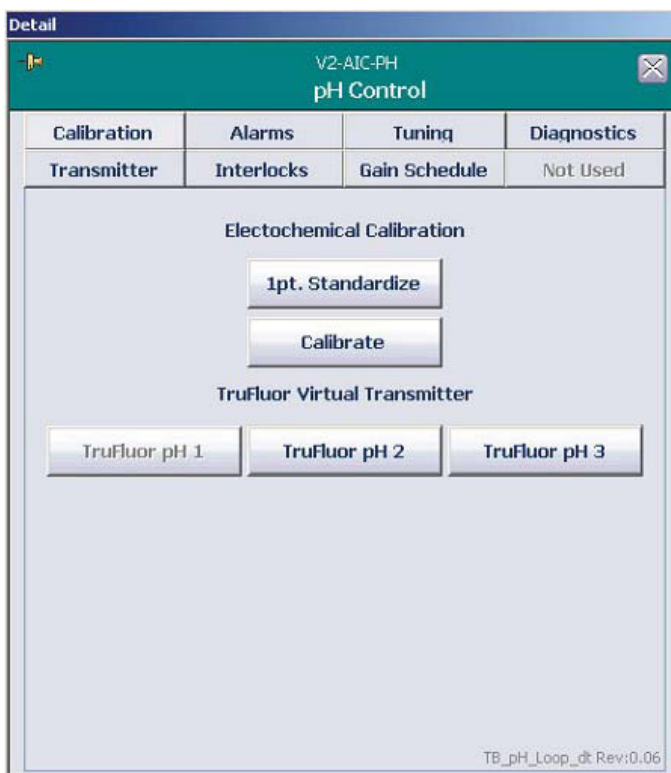 Detail
V2-AIC-PH
pH Control
Calibration Alarms Tuning Diagnostics
Transmitter Interlocks Gain Schedule Not Used
Electochemical Calibration
1pt. Standardize
Calibrate
TruFluor Virtual Transmitter
TruFluor pH 1 TruFluor pH 2 TruFluor pH 3
TB_pH_Loop_dt Rev:0.06